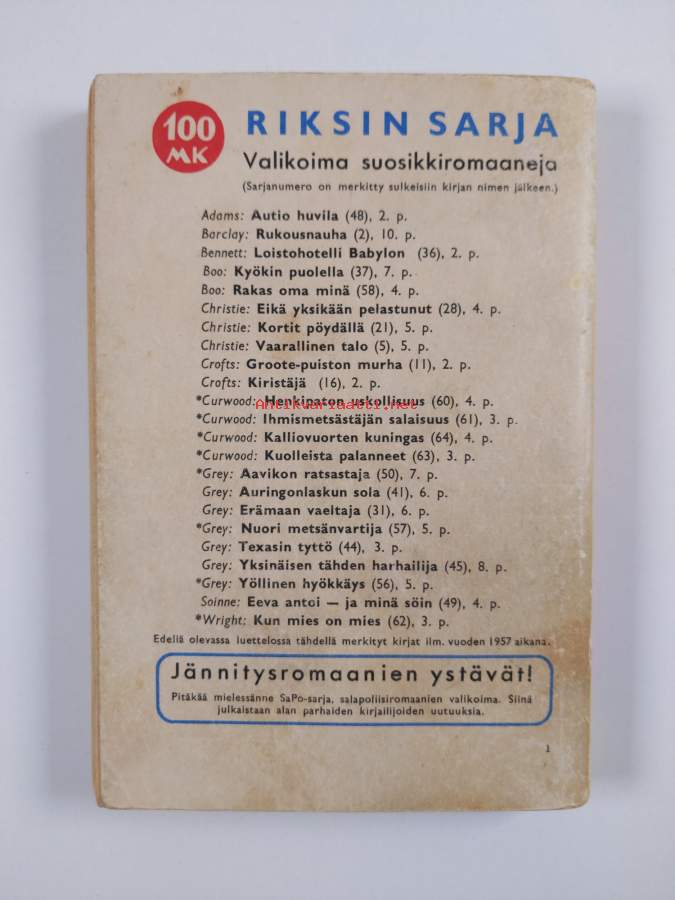 100
MK
RIKSIN SARJA
Valikoima suosikkiromaaneja
(Sarjanumero on merkitty sulkeisiin kirjan nimen jälkeen.)
Adams: Autio huvila (48), 2. p.
Barclay: Rukousnauha (2), 10. p.
Bennett: Loistohotelli Babylon (36), 2. p.
Boo: Kyökin puolella (37), 7. p.
Boo: Rakas oma minä (58), 4. p.
Christie: Eikä yksikään pelastunut (28), 4. p.
Christie: Kortit pöydällä (21), 5. p.
Christie: Vaarallinen talo (5), 5. p.
Crofts: Groote-puiston murha (11), 2. p.
Crofts: Kiristäjä (16), 2. p.
*Curwood: Henkipaton uskollisuus (60), 4. p.
Antikvariaatti.net
*Curwood: Ihmismetsästäjän salaisuus (61), 3. p.
*Curwood: Kalliovuorten kuningas (64), 4. p.
*Curwood: Kuolleista palanneet (63), 3. p.
*Grey: Aavikon ratsastaja (50), 7. p.
Grey: Auringonlaskun sola (41), 6. p.
Grey: Erämaan vaeltaja (31), 6. p.
*Grey: Nuori metsänvartija (57), 5. p.
Grey: Texasin tyttö (44), 3. p.
Grey: Yksinäisen tähden harhailija (45), 8. p.
*Grey: Yöllinen hyökkäys (56), 5. p.
Soinne: Eeva antoi — ja minä söin (49), 4. p.
*Wright: Kun mies on mies (62), 3. p.
Edellä olevassa luettelossa tähdellä merkityt kirjat ilm. vuoden 1957 aikana.
Jännitysromaanien ystävät!
Pitäkää mielessänne SaPo-sarja, salapoliisiromaanien valikoima. Siinä
julkaistaan alan parhaiden kirjailijoiden uutuuksia.
1